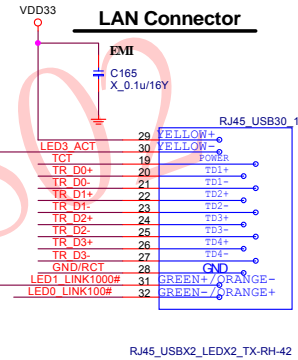 VDD33
LAN Connector
EMI
C165
X_0.1u/16Y
RJ45_USB30_1
29 YELLOW+
LED3_ACT 30 YELLOW-
TCT 19 POWER
TR_D0+ 20 TD1+
TR_D0- 21 TD1-
TR_D1+ 22 TD2+
TR_D1- 23 TD2-
TR_D2+ 24 TD3+
TR_D2- 25 TD3-
TR_D3+ 26 TD4+
TR_D3- 27 TD4-
GND/RCT 28 GND
LED1_LINK1000# 31 GREEN+/ORANGE-
LED0_LINK100# 32 GREEN-/ORANGE+
RJ45_USBX2_LEDX2_TX-RH-42